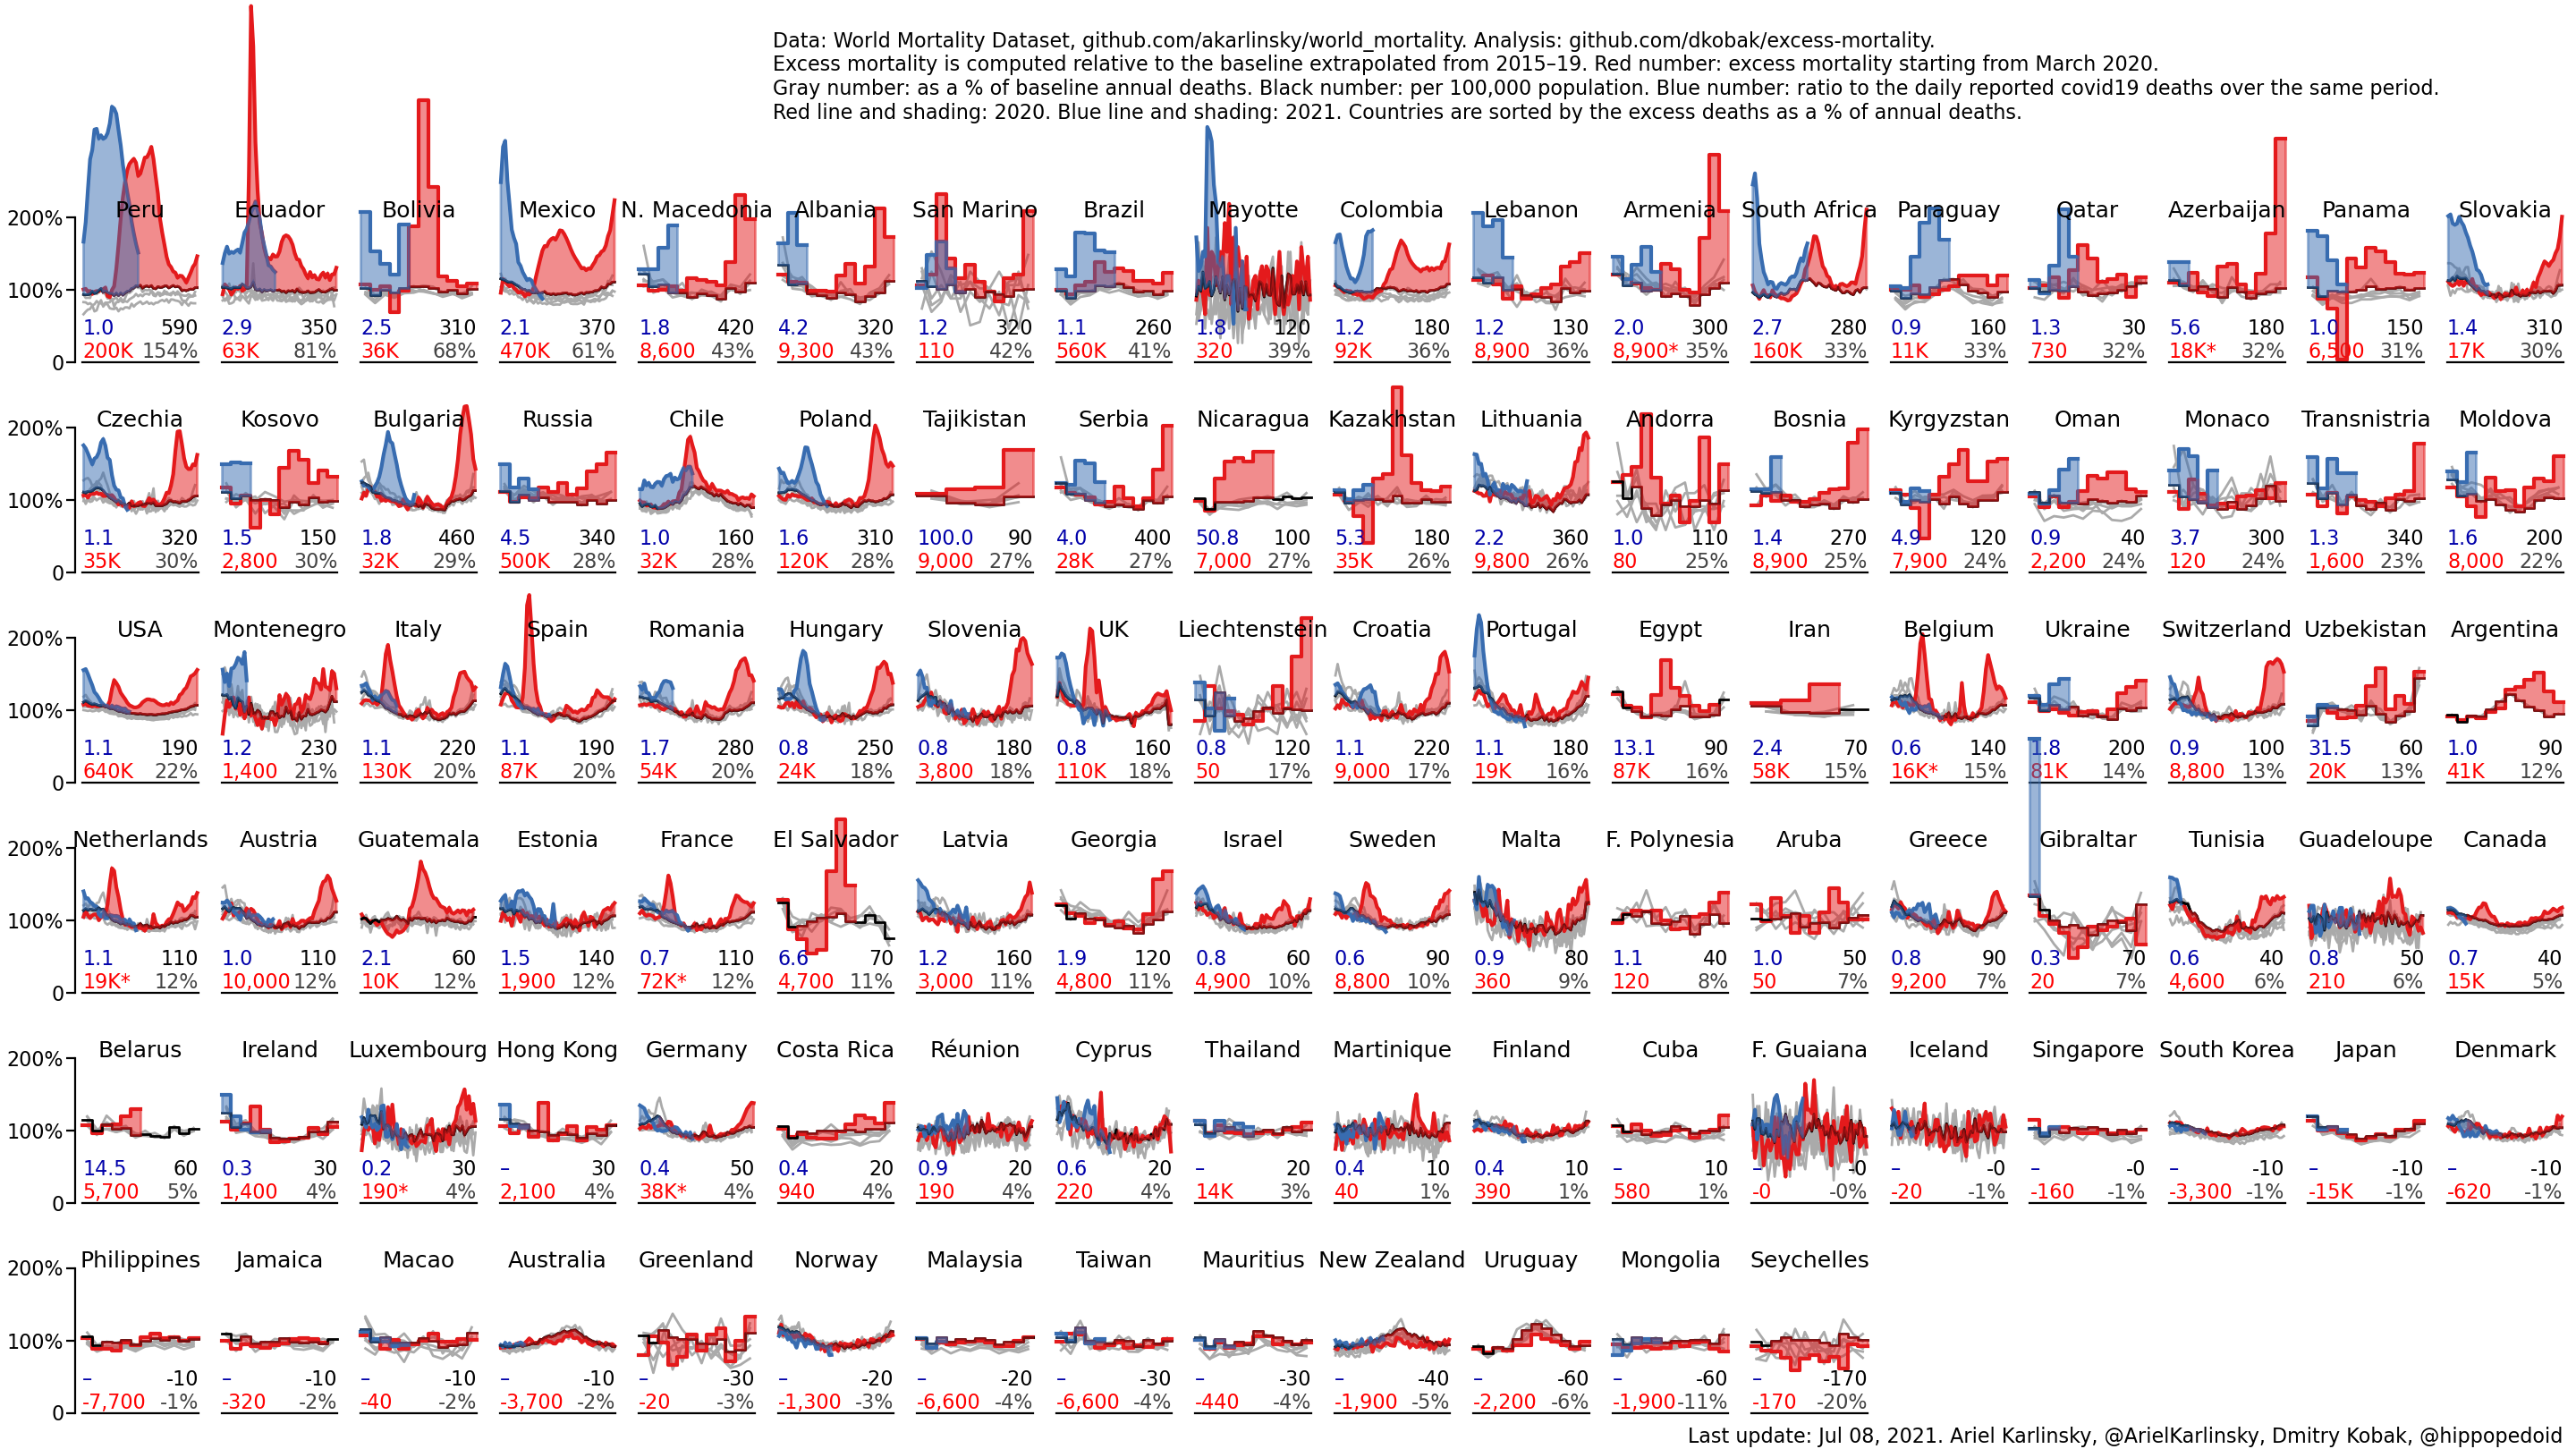 Data: World Mortality Dataset, github.com/akarlinsky/world_mortality. Analysis: github.com/dkobak/excess-mortality.
Excess mortality is computed relative to the baseline extrapolated from 2015–19. Red number: excess mortality starting from March 2020.
Gray number: as a % of baseline annual deaths. Black number: per 100,000 population. Blue number: ratio to the daily reported covid19 deaths over the same period.
Red line and shading: 2020. Blue line and shading: 2021. Countries are sorted by the excess deaths as a % of annual deaths.
200% Peru Ecuador Bolivia Mexico N. Macedonia Albania San Marino Brazil Mayotte Colombia Lebanon Armenia South Africa Paraguay Qatar Azerbaijan Panama Slovakia
100%
1.0 590 2.9 350 2.5 310 2.1 370 1.8 420 4.2 320 1.2 320 1.1 260 1.8 120 1.2 180 1.2 130 2.0 300 2.7 280 0.9 160 1.3 30 5.6 180 1.0 150 1.4 310
0 200K 154% 63K 81% 36K 68% 470K 61% 8,600 43% 9,300 43% 110 42% 560K 41% 320 39% 92K 36% 8,900 36% 8,900* 35% 160K 33% 11K 33% 730 32% 18K* 32% 6,500 31% 17K 30%
200% Czechia Kosovo Bulgaria Russia Chile Poland Tajikistan Serbia Nicaragua Kazakhstan Lithuania Andorra Bosnia Kyrgyzstan Oman Monaco Transnistria Moldova
100%
1.1 320 1.5 150 1.8 460 4.5 340 1.0 160 1.6 310 100.0 90 4.0 400 50.8 100 5.3 180 2.2 360 1.0 110 1.4 270 4.9 120 0.9 40 3.7 300 1.3 340 1.6 200
0 35K 30% 2,800 30% 32K 29% 500K 28% 32K 28% 120K 28% 9,000 27% 28K 27% 7,000 27% 35K 26% 9,800 26% 80 25% 8,900 25% 7,900 24% 2,200 24% 120 24% 1,600 23% 8,000 22%
200% USA Montenegro Italy Spain Romania Hungary Slovenia UK Liechtenstein Croatia Portugal Egypt Iran Belgium Ukraine Switzerland Uzbekistan Argentina
100%
1.1 190 1.2 230 1.1 220 1.1 190 1.7 280 0.8 250 0.8 180 0.8 160 0.8 120 1.1 220 1.1 180 13.1 90 2.4 70 0.6 140 1.8 200 0.9 100 31.5 60 1.0 90
0 640K 22% 1,400 21% 130K 20% 87K 20% 54K 20% 24K 18% 3,800 18% 110K 18% 50 17% 9,000 17% 19K 16% 87K 16% 58K 15% 16K* 15% 81K 14% 8,800 13% 20K 13% 41K 12%
200% Netherlands Austria Guatemala Estonia France El Salvador Latvia Georgia Israel Sweden Malta F. Polynesia Aruba Greece Gibraltar Tunisia Guadeloupe Canada
100%
1.1 110 1.0 110 2.1 60 1.5 140 0.7 110 6.6 70 1.2 160 1.9 120 0.8 60 0.6 90 0.9 80 1.1 40 1.0 50 0.8 90 0.3 70 0.6 40 0.8 50 0.7 40
0 19K* 12% 10,000 12% 10K 12% 1,900 12% 72K* 12% 4,700 11% 3,000 11% 4,800 11% 4,900 10% 8,800 10% 360 9% 120 8% 50 7% 9,200 7% 20 7% 4,600 6% 210 6% 15K 5%
200% Belarus Ireland Luxembourg Hong Kong Germany Costa Rica Réunion Cyprus Thailand Martinique Finland Cuba F. Guaiana Iceland Singapore South Korea Japan Denmark
100%
14.5 60 0.3 30 0.2 30 – 30 0.4 50 0.4 20 0.9 20 0.6 20 – 20 0.4 10 0.4 10 – 10 – -0 – -0 – -0 – -10 – -10 – -10
0 5,700 5% 1,400 4% 190* 4% 2,100 4% 38K* 4% 940 4% 190 4% 220 4% 14K 3% 40 1% 390 1% 580 1% -0 -0% -20 -1% -160 -1% -3,300 -1% -15K -1% -620 -1%
200% Philippines Jamaica Macao Australia Greenland Norway Malaysia Taiwan Mauritius New Zealand Uruguay Mongolia Seychelles
100%
– -10 – -10 – -10 – -10 – -30 – -20 – -20 – -30 – -30 – -40 – -60 – -60 – -170
0 -7,700 -1% -320 -2% -40 -2% -3,700 -2% -20 -3% -1,300 -3% -6,600 -4% -6,600 -4% -440 -4% -1,900 -5% -2,200 -6% -1,900 -11% -170 -20%
Last update: Jul 08, 2021. Ariel Karlinsky, @ArielKarlinsky, Dmitry Kobak, @hippopedoid